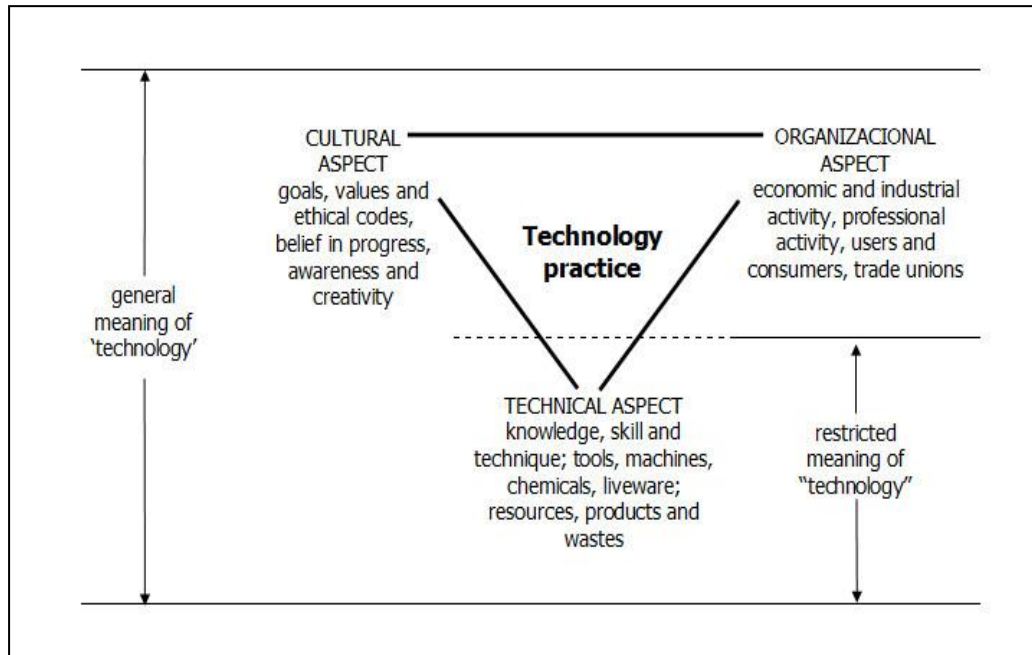 CULTURAL
ASPECT
goals, values and
ethical codes,
belief in progress,
awareness and
creativity
ORGANIZACIONAL
ASPECT
economic and industrial
activity, professional
activity, users and
consumers, trade unions
Technology
practice
general
meaning of
‘technology’
TECHNICAL ASPECT
knowledge, skill and
technique; tools, machines,
chemicals, liveware;
resources, products and
wastes
restricted
meaning of
“technology”